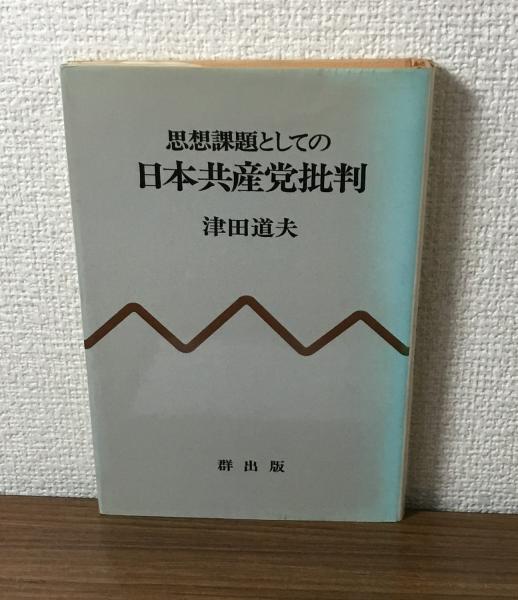 思想課題としての
日本共産党批判
津田道夫
群出版